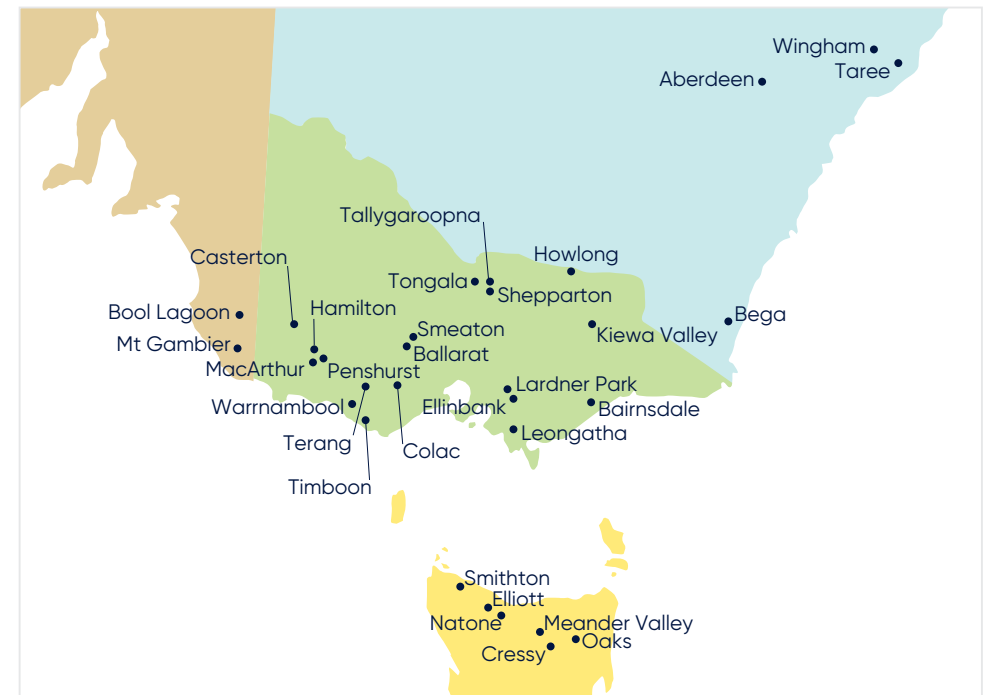 Wingham
Taree
Aberdeen
Tallygaroopna
Howlong
Casterton
Tongala
Shepparton
Hamilton
Bool Lagoon
Bega
Smeaton
Kiewa Valley
Mt Gambier
Ballarat
MacArthur
Penshurst
Lardner Park
Warrnambool
Ellinbank
Bairnsdale
Leongatha
Terang
Colac
Timboon
Smithton
Elliott
Natone
Meander Valley
Oaks
Cressy